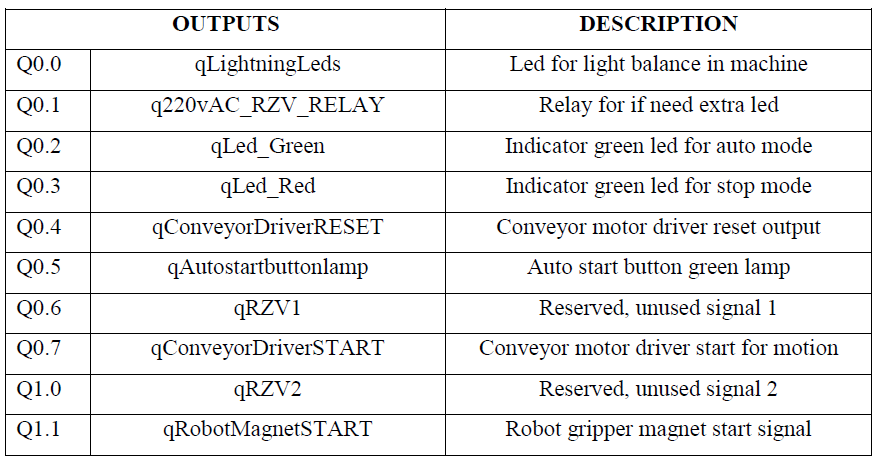 OUTPUTS DESCRIPTION
Q0.0 qLightningLeds Led for light balance in machine
Q0.1 q220vAC_RZV_RELAY Relay for if need extra led
Q0.2 qLed_Green Indicator green led for auto mode
Q0.3 qLed_Red Indicator green led for stop mode
Q0.4 qConveyorDriverRESET Conveyor motor driver reset output
Q0.5 qAutostartbuttonlamp Auto start button green lamp
Q0.6 qRZV1 Reserved, unused signal 1
Q0.7 qConveyorDriverSTART Conveyor motor driver start for motion
Q1.0 qRZV2 Reserved, unused signal 2
Q1.1 qRobotMagnetSTART Robot gripper magnet start signal